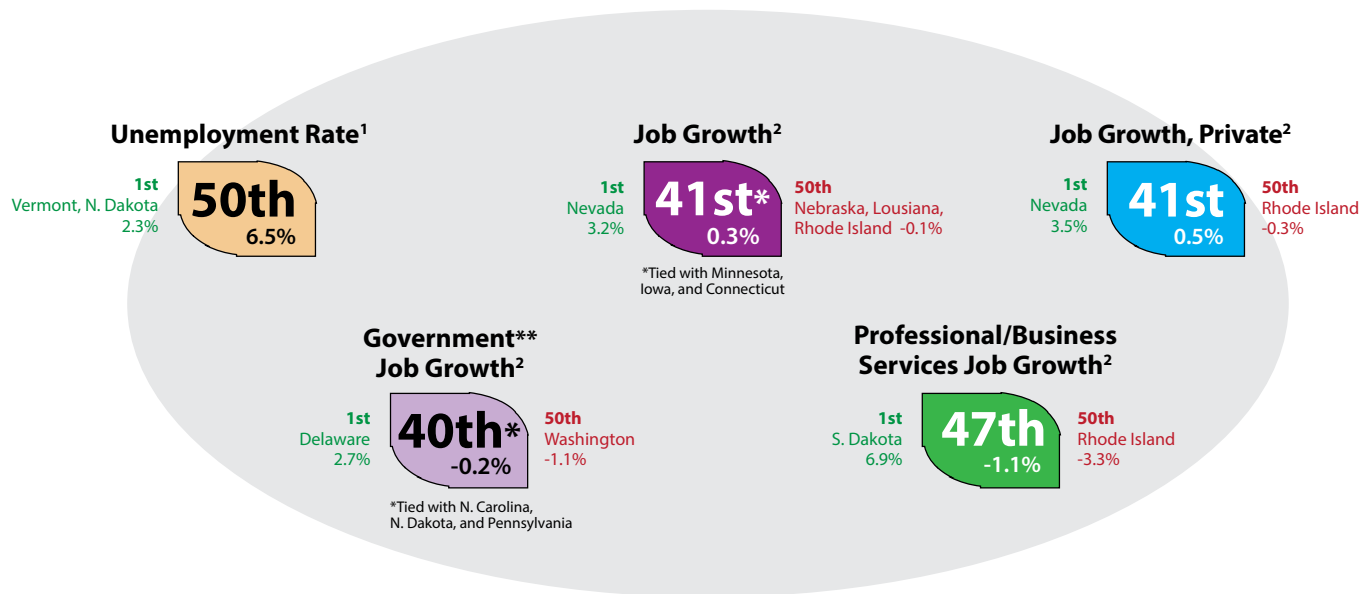 Unemployment Rate¹
1st
Vermont, N. Dakota
2.3%
50th
6.5%
Job Growth²
1st
Nevada
3.2%
41st*
0.3%
50th
Nebraska, Lousiana,
Rhode Island -0.1%
*Tied with Minnesota,
Iowa, and Connecticut
Job Growth, Private²
1st
Nevada
3.5%
41st
0.5%
50th
Rhode Island
-0.3%
Government**
Job Growth²
1st
Delaware
2.7%
40th*
-0.2%
50th
Washington
-1.1%
*Tied with N. Carolina,
N. Dakota, and Pennsylvania
Professional/Business
Services Job Growth²
1st
S. Dakota
6.9%
47th
-1.1%
50th
Rhode Island
-3.3%